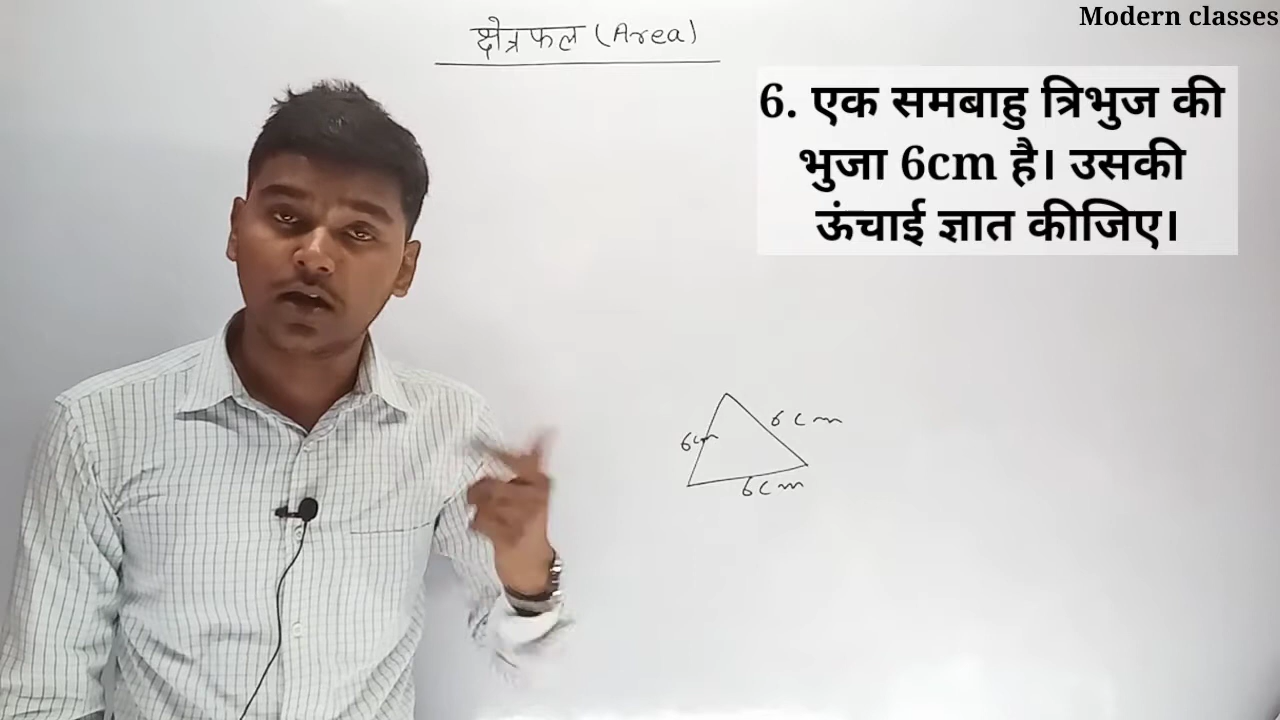 Modern classes
क्षेत्रफल (Area)
6. एक समबाहु त्रिभुज की
भुजा 6cm है। उसकी
ऊंचाई ज्ञात कीजिए।
6cm
6cm
6cm